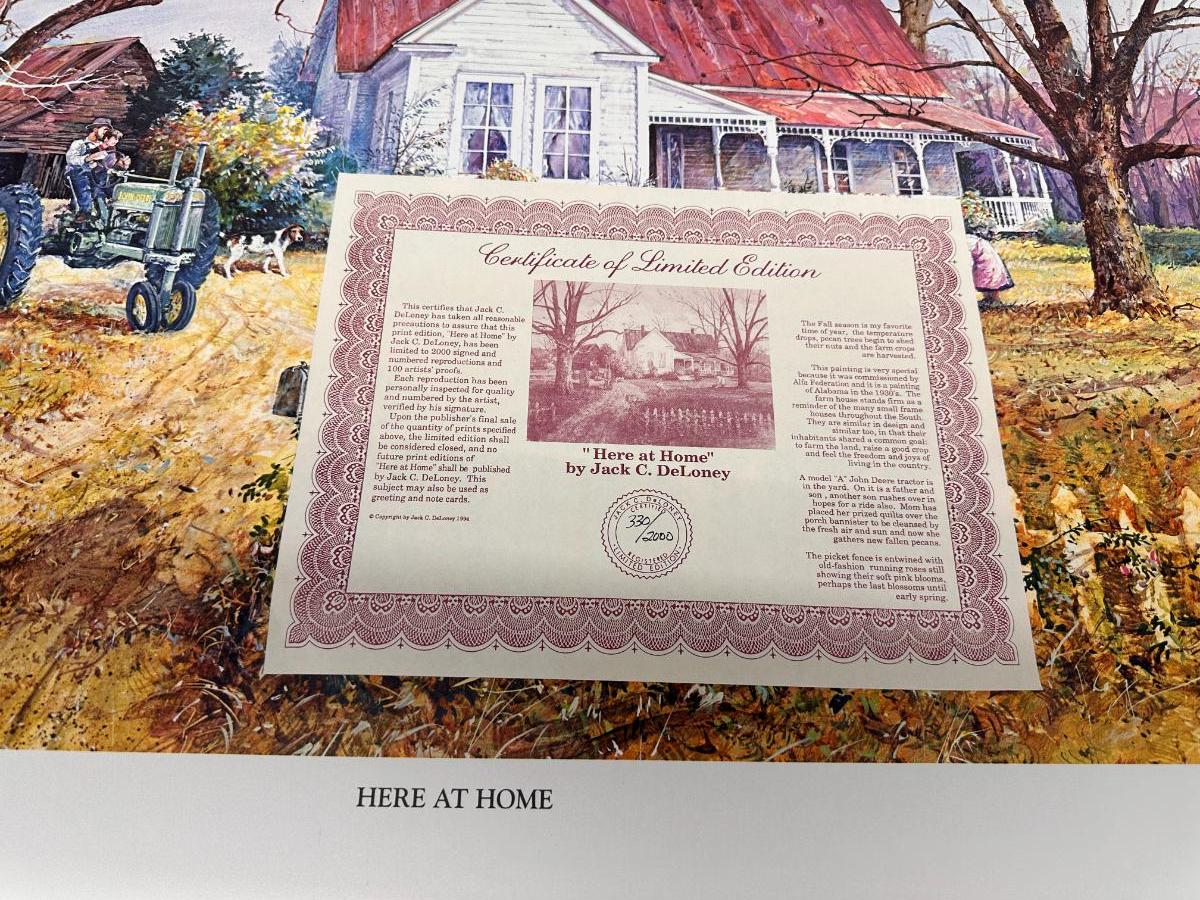 JOHN DEERE
Certificate of Limited Edition
This certifies that Jack C.
DeLoney has taken all reasonable
precautions to assure that this
print edition, "Here at Home" by
Jack C. DeLoney, has been
limited to 2000 signed and
numbered reproductions and
100 artists' proofs.
Each reproduction has been
personally inspected for quality
and numbered by the artist,
verified by his signature.
Upon the publisher's final sale
of the quantity of prints specified
above, the limited edition shall
be considered closed, and no
future print editions of
"Here at Home" shall be published
by Jack C. DeLoney. This
subject may also be used as
greeting and note cards.
© Copyright by Jack C. DeLoney 1994
"Here at Home"
by Jack C. DeLoney
JACK C. DeLONEY
CERTIFIED
330/2000
REGISTERED
LIMITED EDITION
The Fall season is my favorite
time of year, the temperature
drops, pecan trees begin to shed
their nuts and the farm crops
are harvested.
This painting is very special
because it was commissioned by
Alfa Federation and it is a painting
of Alabama in the 1930's. The
farm house stands firm as a
reminder of the many small frame
houses throughout the South.
They are similar in design and
similar too, in that their
inhabitants shared a common goal:
to farm the land, raise a good crop
and feel the freedom and joys of
living in the country.
A model "A" John Deere tractor is
in the yard. On it is a father and
son, another son rushes over in
hopes for a ride also. Mom has
placed her prized quilts over the
porch bannister to be cleansed by
the fresh air and sun and now she
gathers new fallen pecans.
The picket fence is entwined with
old-fashion running roses still
showing their soft pink blooms,
perhaps the last blossoms until
early spring.
HERE AT HOME